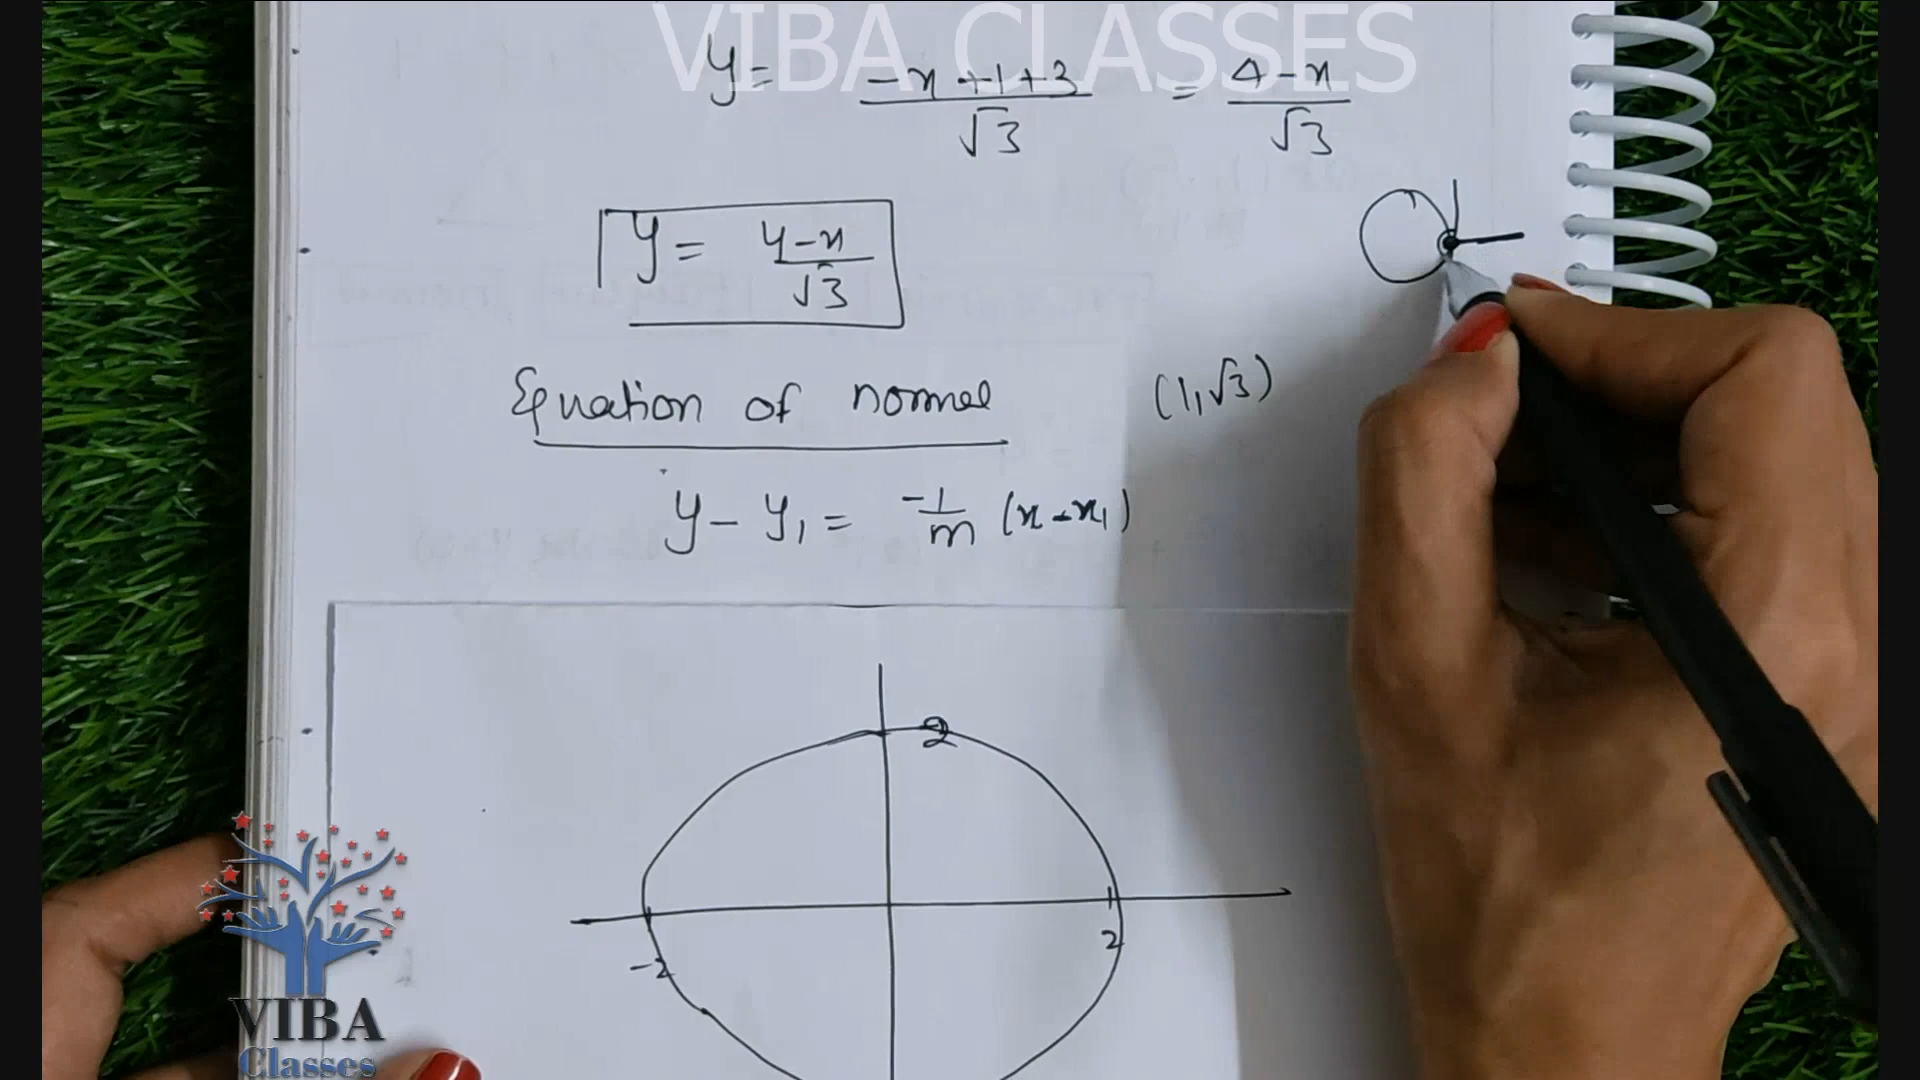 VIBA CLASSES
y = -x+1+3/√3 = 4-x/√3
y = 4-x/√3
Equation of normal (1,√3)
y - y₁ = -1/m (x-x₁)
2
-2 2
VIBA
Classes